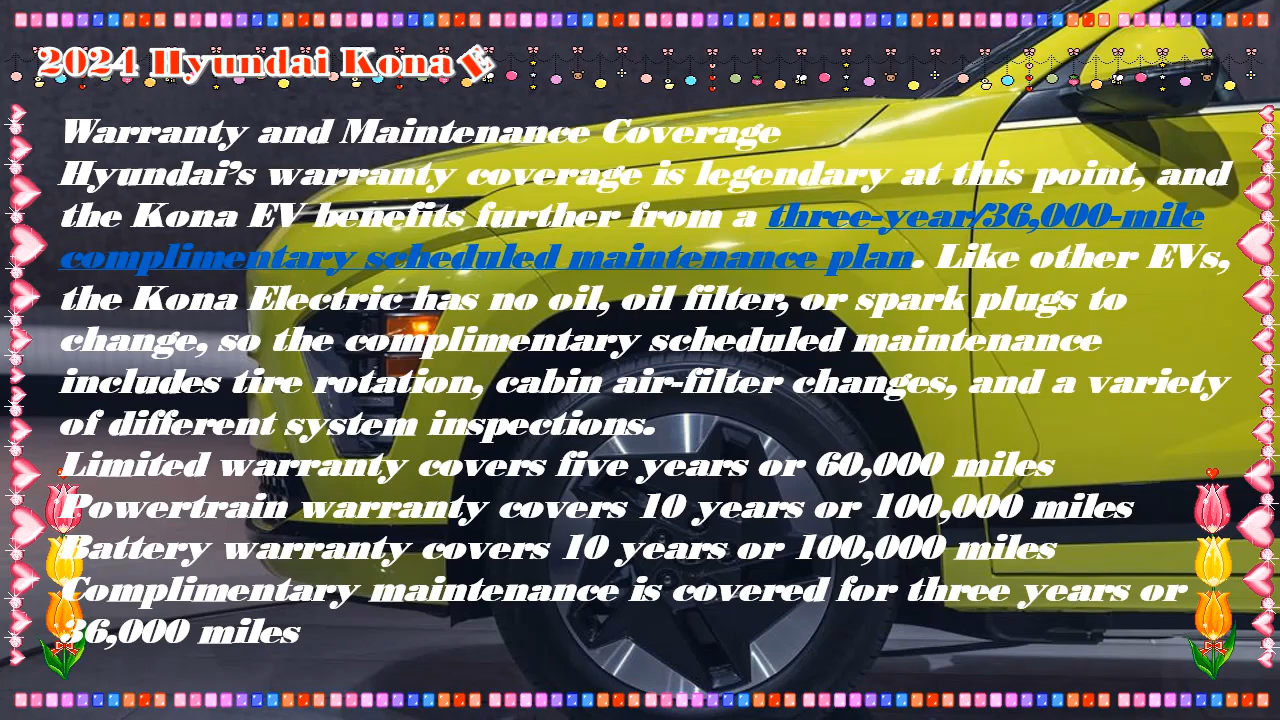 2024 Hyundai Kona E
Warranty and Maintenance Coverage
Hyundai’s warranty coverage is legendary at this point, and
the Kona EV benefits further from a three-year/36,000-mile
complimentary scheduled maintenance plan. Like other EVs,
the Kona Electric has no oil, oil filter, or spark plugs to
change, so the complimentary scheduled maintenance
includes tire rotation, cabin air-filter changes, and a variety
of different system inspections.
Limited warranty covers five years or 60,000 miles
Powertrain warranty covers 10 years or 100,000 miles
Battery warranty covers 10 years or 100,000 miles
Complimentary maintenance is covered for three years or
36,000 miles